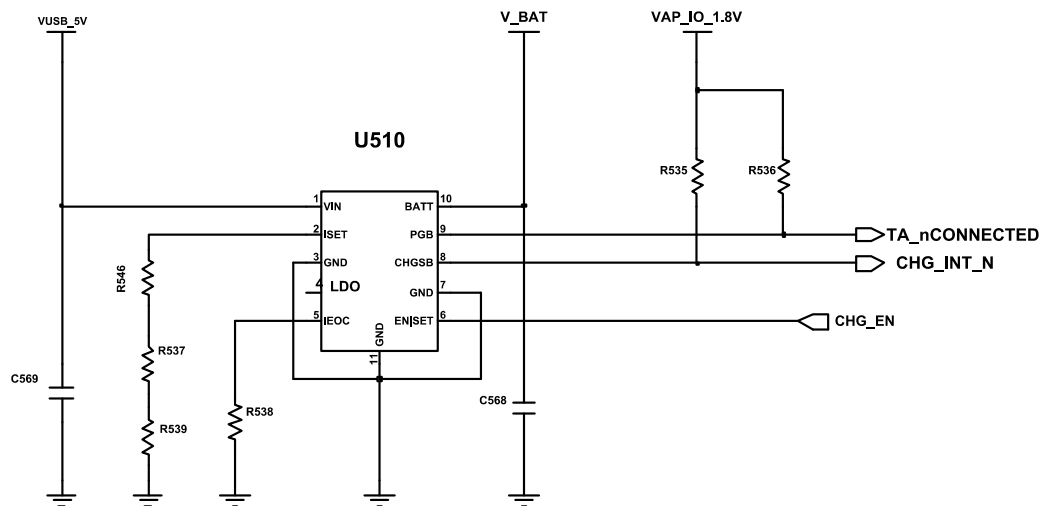 VUSB_5V
V_BAT
VAP_IO_1.8V
U510
R535
R536
1
VIN
BATT
10
2
ISET
PGB
9
TA_nCONNECTED
3
GND
CHGSB
8
CHG_INT_N
R546
4
LDO
GND
7
5
IEOC
GND
EN|SET
6
CHG_EN
11
R537
C569
C568
R538
R539